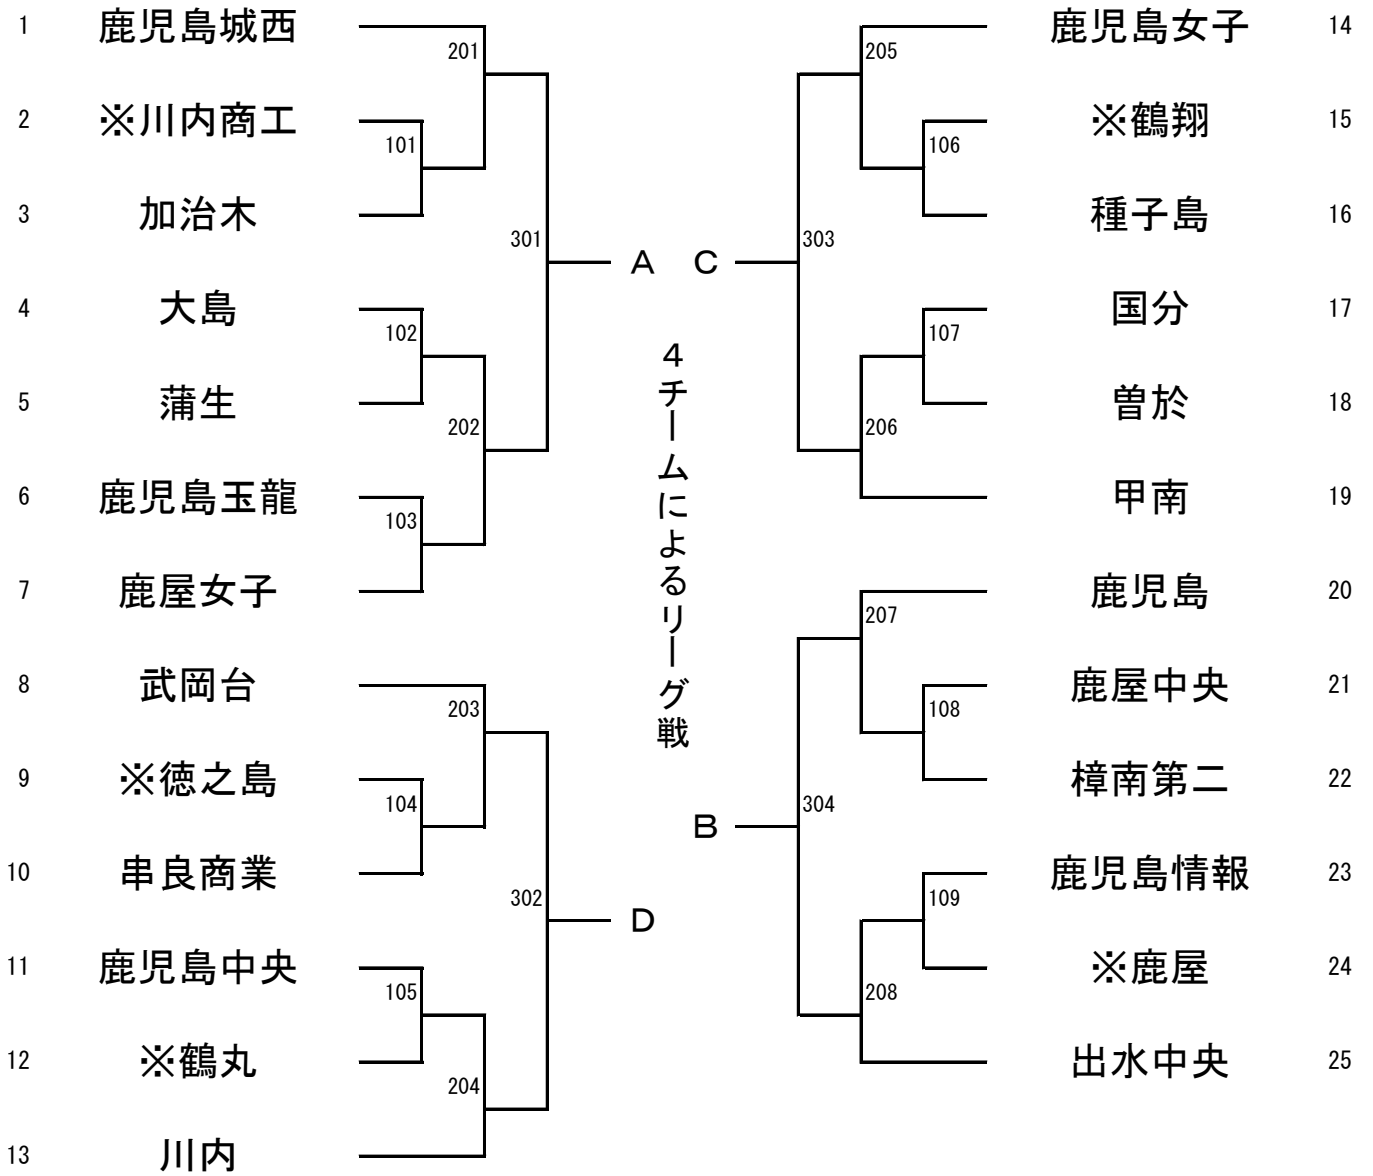 1 鹿児島城西
2 ※川内商工
3 加治木
4 大島
5 蒲生
6 鹿児島玉龍
7 鹿屋女子
8 武岡台
9 ※徳之島
10 串良商業
11 鹿児島中央
12 ※鶴丸
13 川内
201
101
301
102
202
103
203
104
302
105
204
A
D
4チームによるリーグ戦
C
B
205
106
303
107
206
207
108
304
109
208
鹿児島女子 14
※鶴翔 15
種子島 16
国分 17
曽於 18
甲南 19
鹿児島 20
鹿屋中央 21
樟南第二 22
鹿児島情報 23
※鹿屋 24
出水中央 25